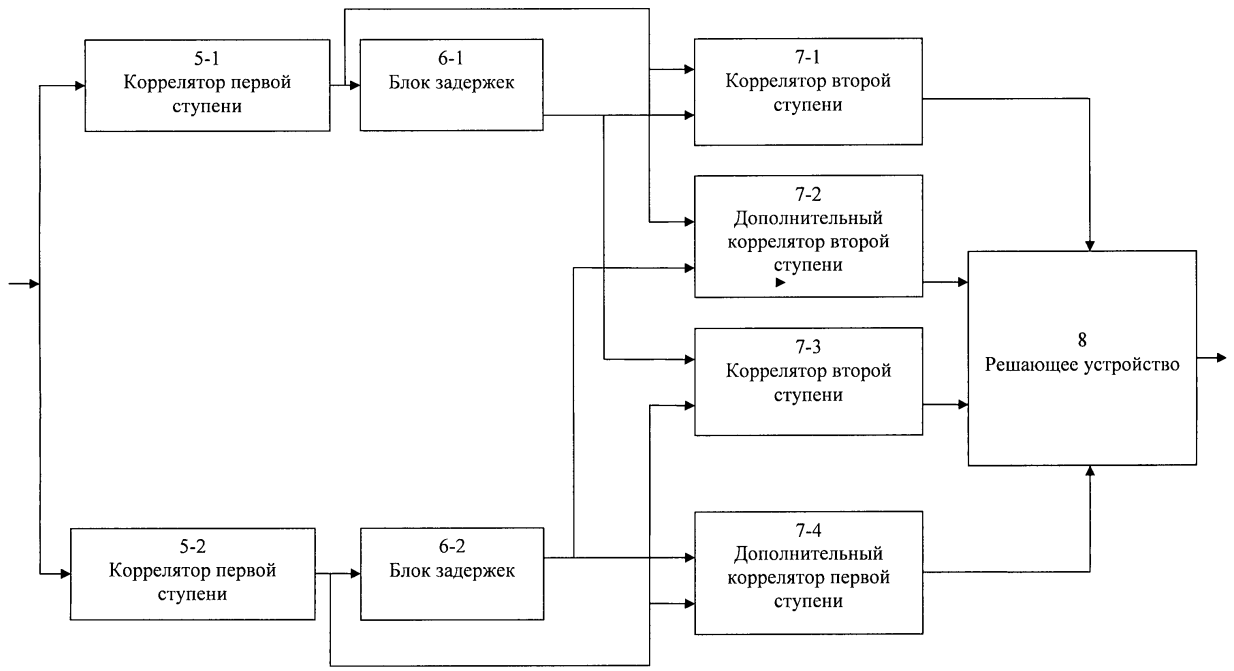 5-1
Коррелятор первой
ступени
6-1
Блок задержек
7-1
Коррелятор второй
ступени
7-2
Дополнительный
коррелятор второй
ступени
7-3
Коррелятор второй
ступени
8
Решающее устройство
5-2
Коррелятор первой
ступени
6-2
Блок задержек
7-4
Дополнительный
коррелятор первой
ступени